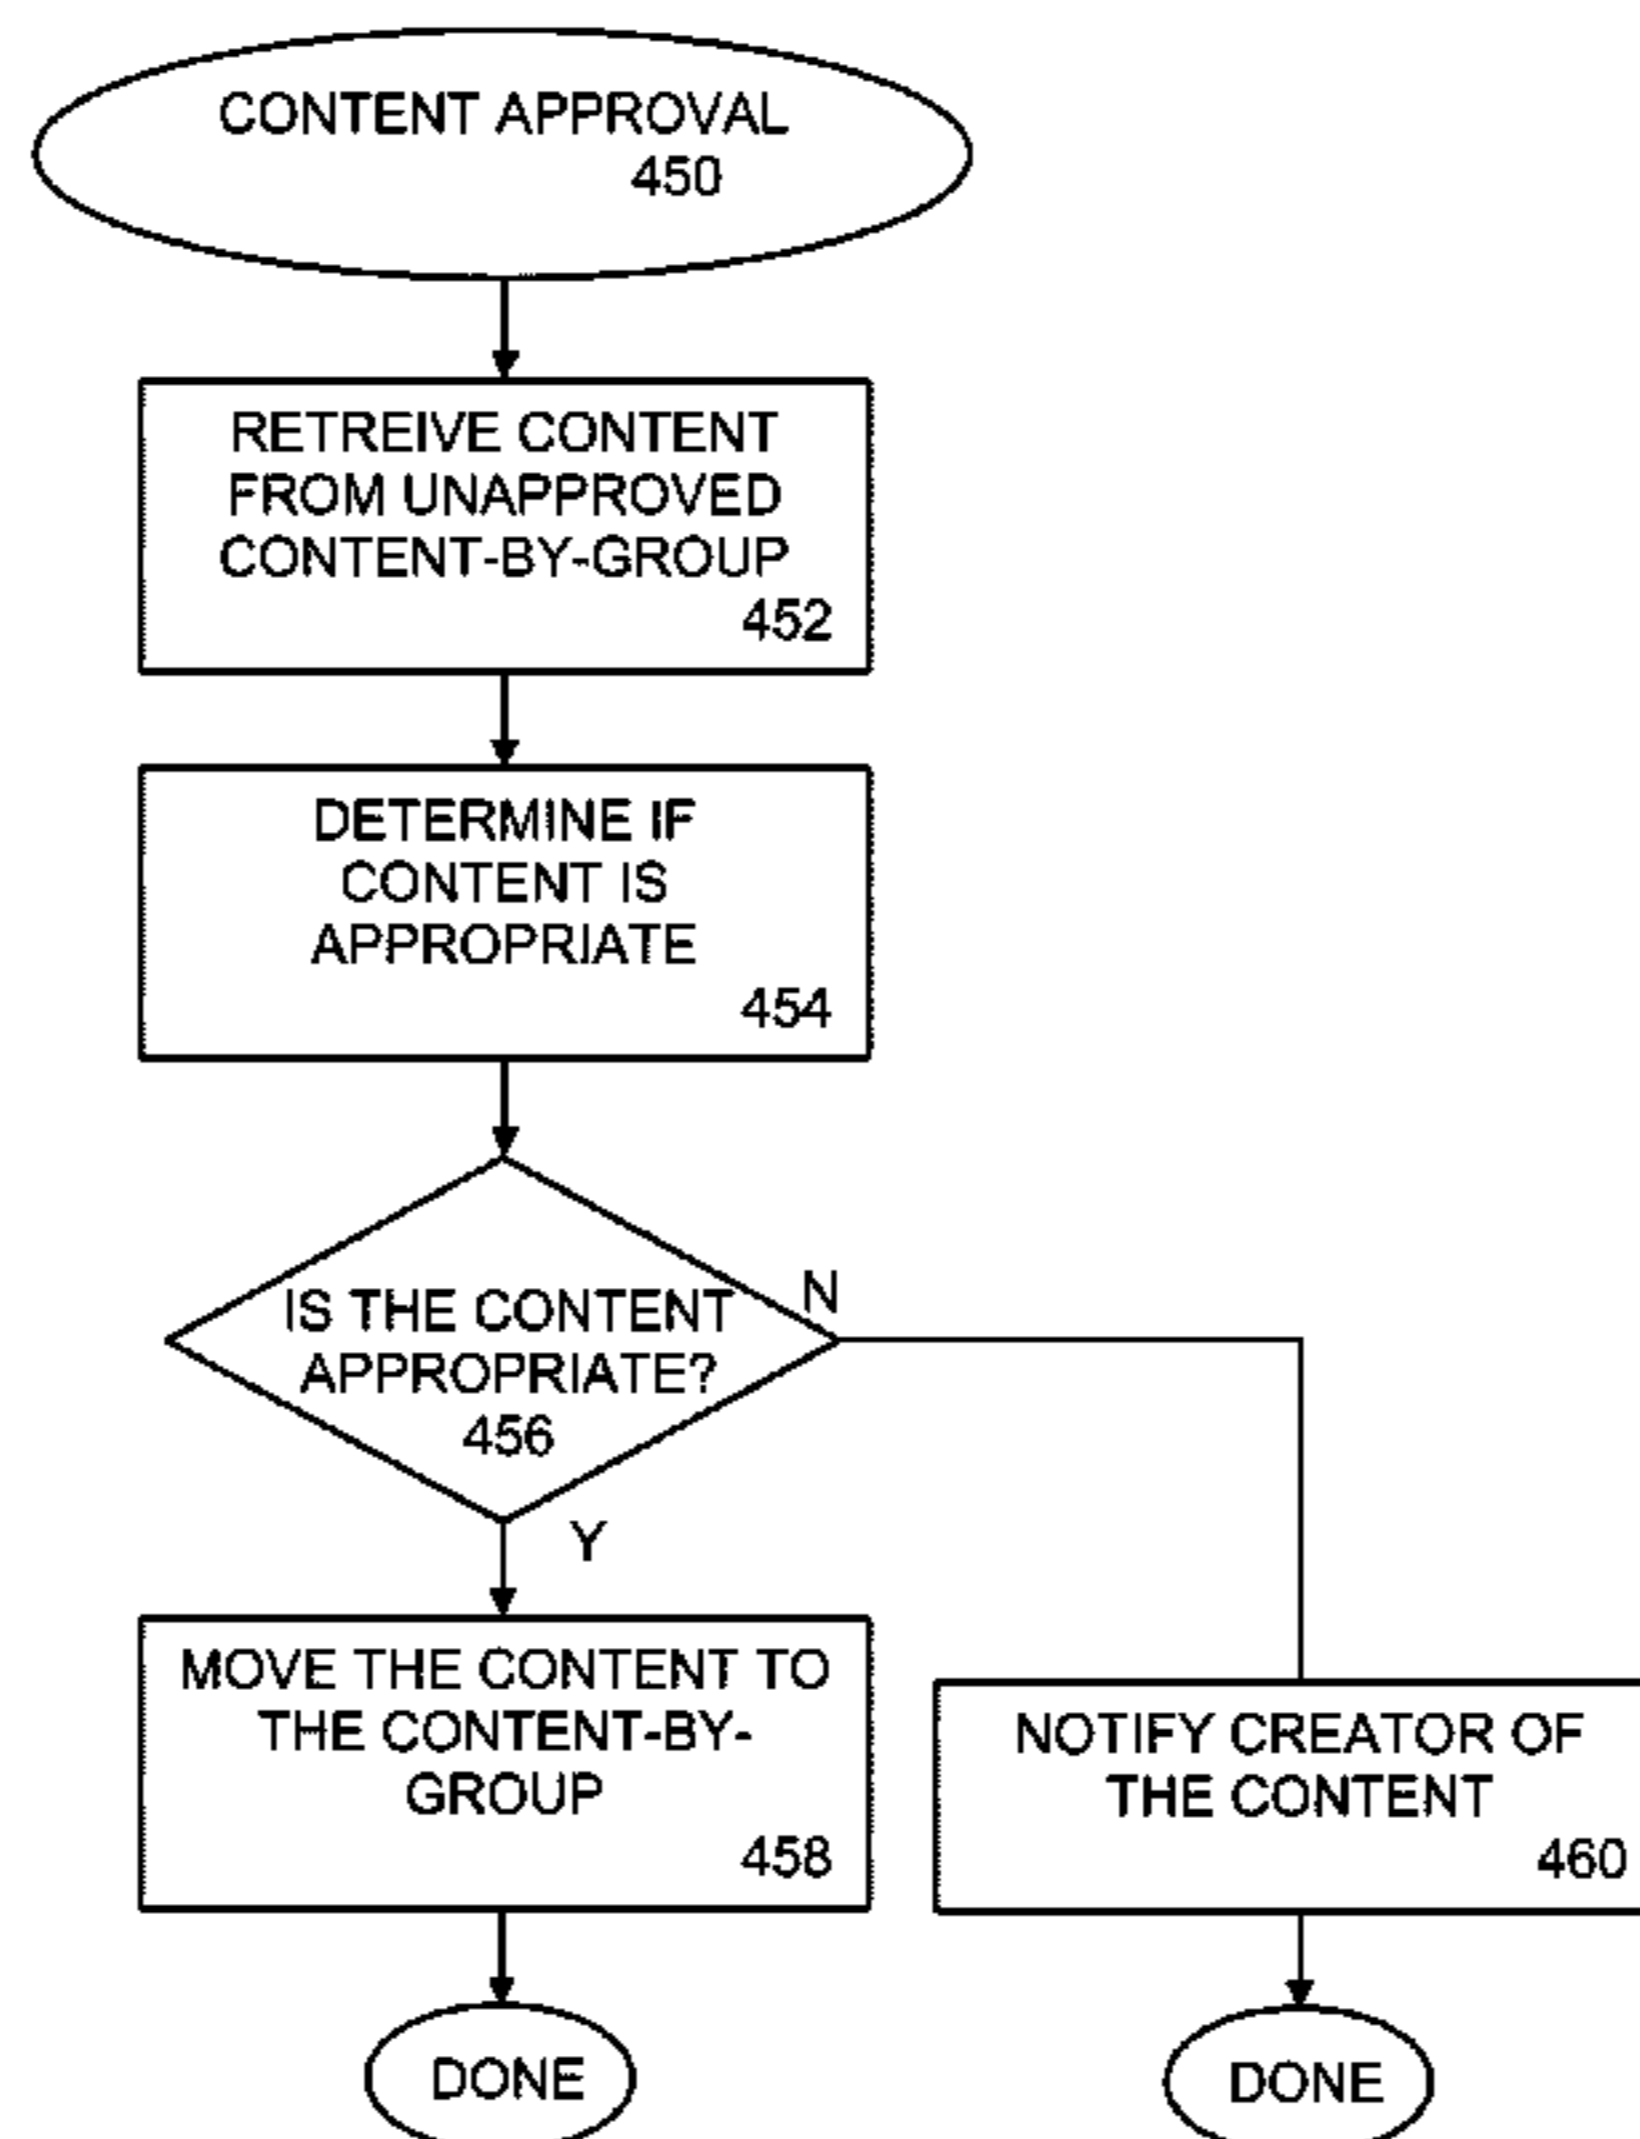 CONTENT APPROVAL
450
RETREIVE CONTENT
FROM UNAPPROVED
CONTENT-BY-GROUP
452
DETERMINE IF
CONTENT IS
APPROPRIATE
454
IS THE CONTENT
APPROPRIATE?
456
N
Y
MOVE THE CONTENT TO
THE CONTENT-BY-
GROUP
458
NOTIFY CREATOR OF
THE CONTENT
460
DONE
DONE